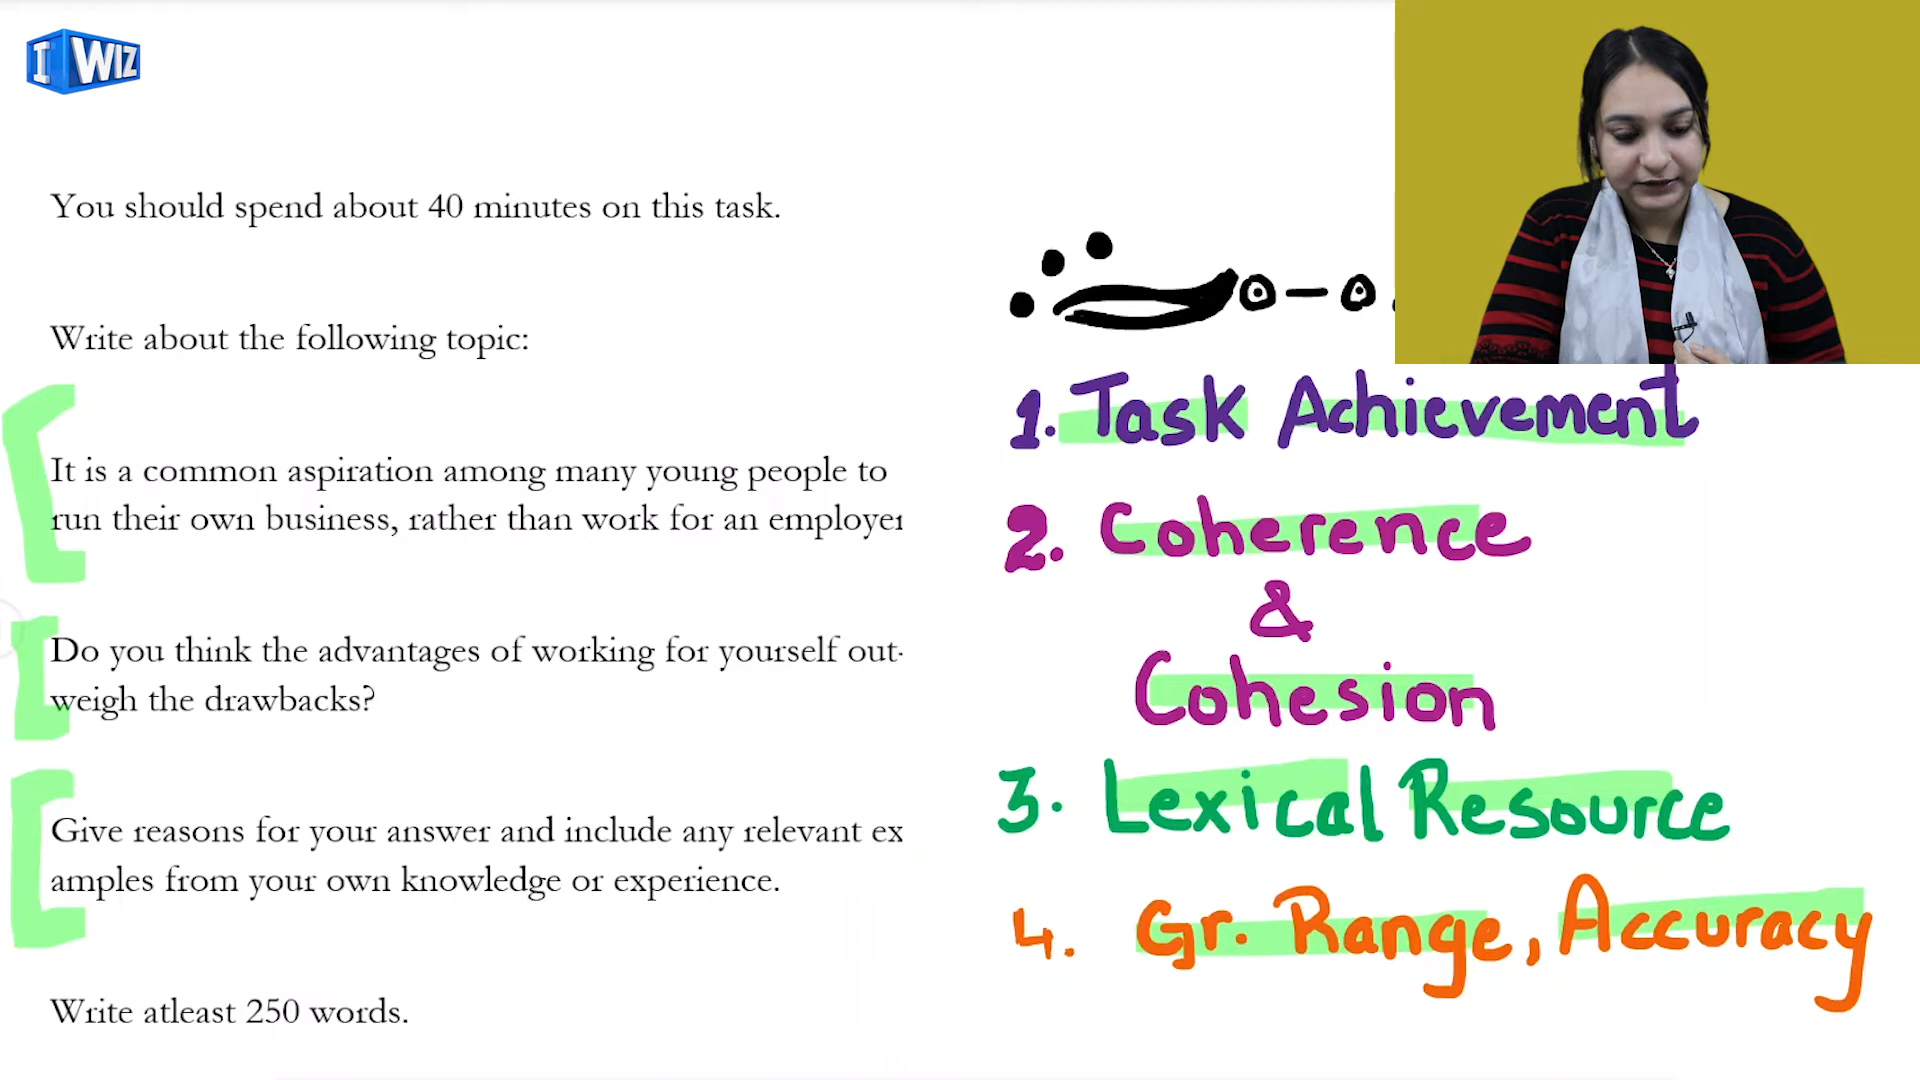 I WIZ
You should spend about 40 minutes on this task.
Write about the following topic:
It is a common aspiration among many young people to
run their own business, rather than work for an employer
Do you think the advantages of working for yourself out-
weigh the drawbacks?
Give reasons for your answer and include any relevant ex
amples from your own knowledge or experience.
Write atleast 250 words.
1. Task Achievement
2. Coherence
&
Cohesion
3. Lexical Resource
4. Gr. Range, Accuracy